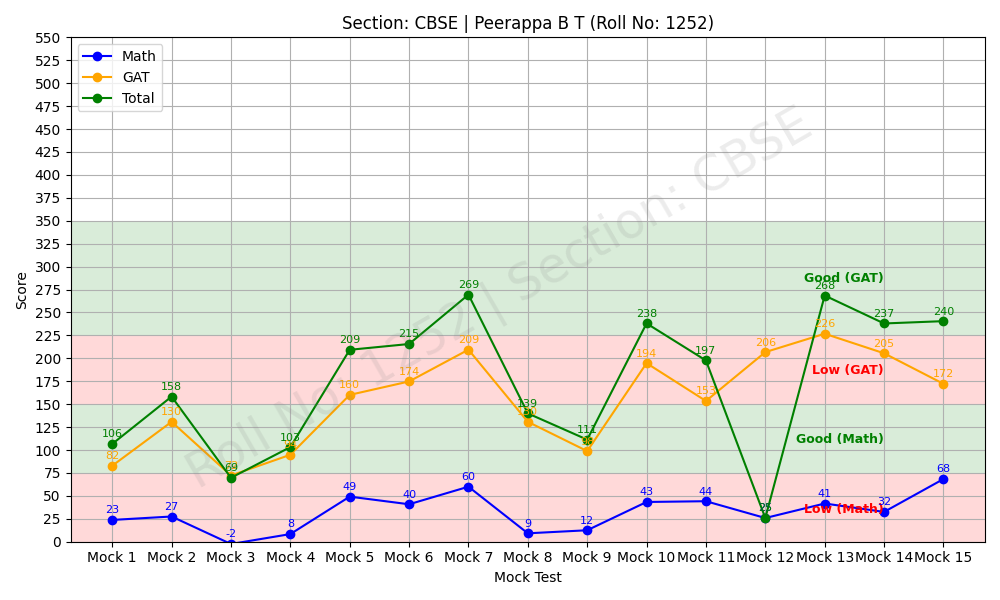 Section: CBSE | Peerappa B T (Roll No: 1252)
Score
550
525
500
475
450
425
400
375
350
325
300
275
250
225
200
175
150
125
100
75
50
25
0
Math
GAT
Total
Roll No: 1252 | Section: CBSE
106 158 69 103 209 215 269 139 111 238 197 25 268 237 240
82 130 160 174 209 130 194 153 206 226 205 172
23 27 -2 8 49 40 60 9 12 43 44 25 41 32 68
Good (GAT)
Low (GAT)
Good (Math)
Low (Math)
Mock 1 Mock 2 Mock 3 Mock 4 Mock 5 Mock 6 Mock 7 Mock 8 Mock 9 Mock 10 Mock 11 Mock 12 Mock 13 Mock 14 Mock 15
Mock Test